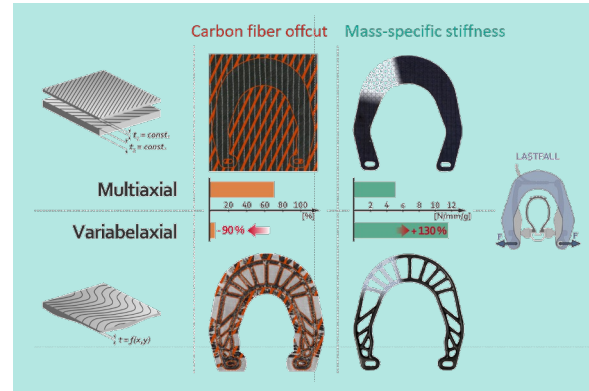 Carbon fiber offcut
Mass-specific stiffness
t₁ = const.
t₂ = const.
LASTFALL
Multiaxial
20 40 60 80 100
[%]
2 4 6 8 10 12
[N/mm/g]
Variabelaxial
-90%
+130%
F
F
t = f(x,y)